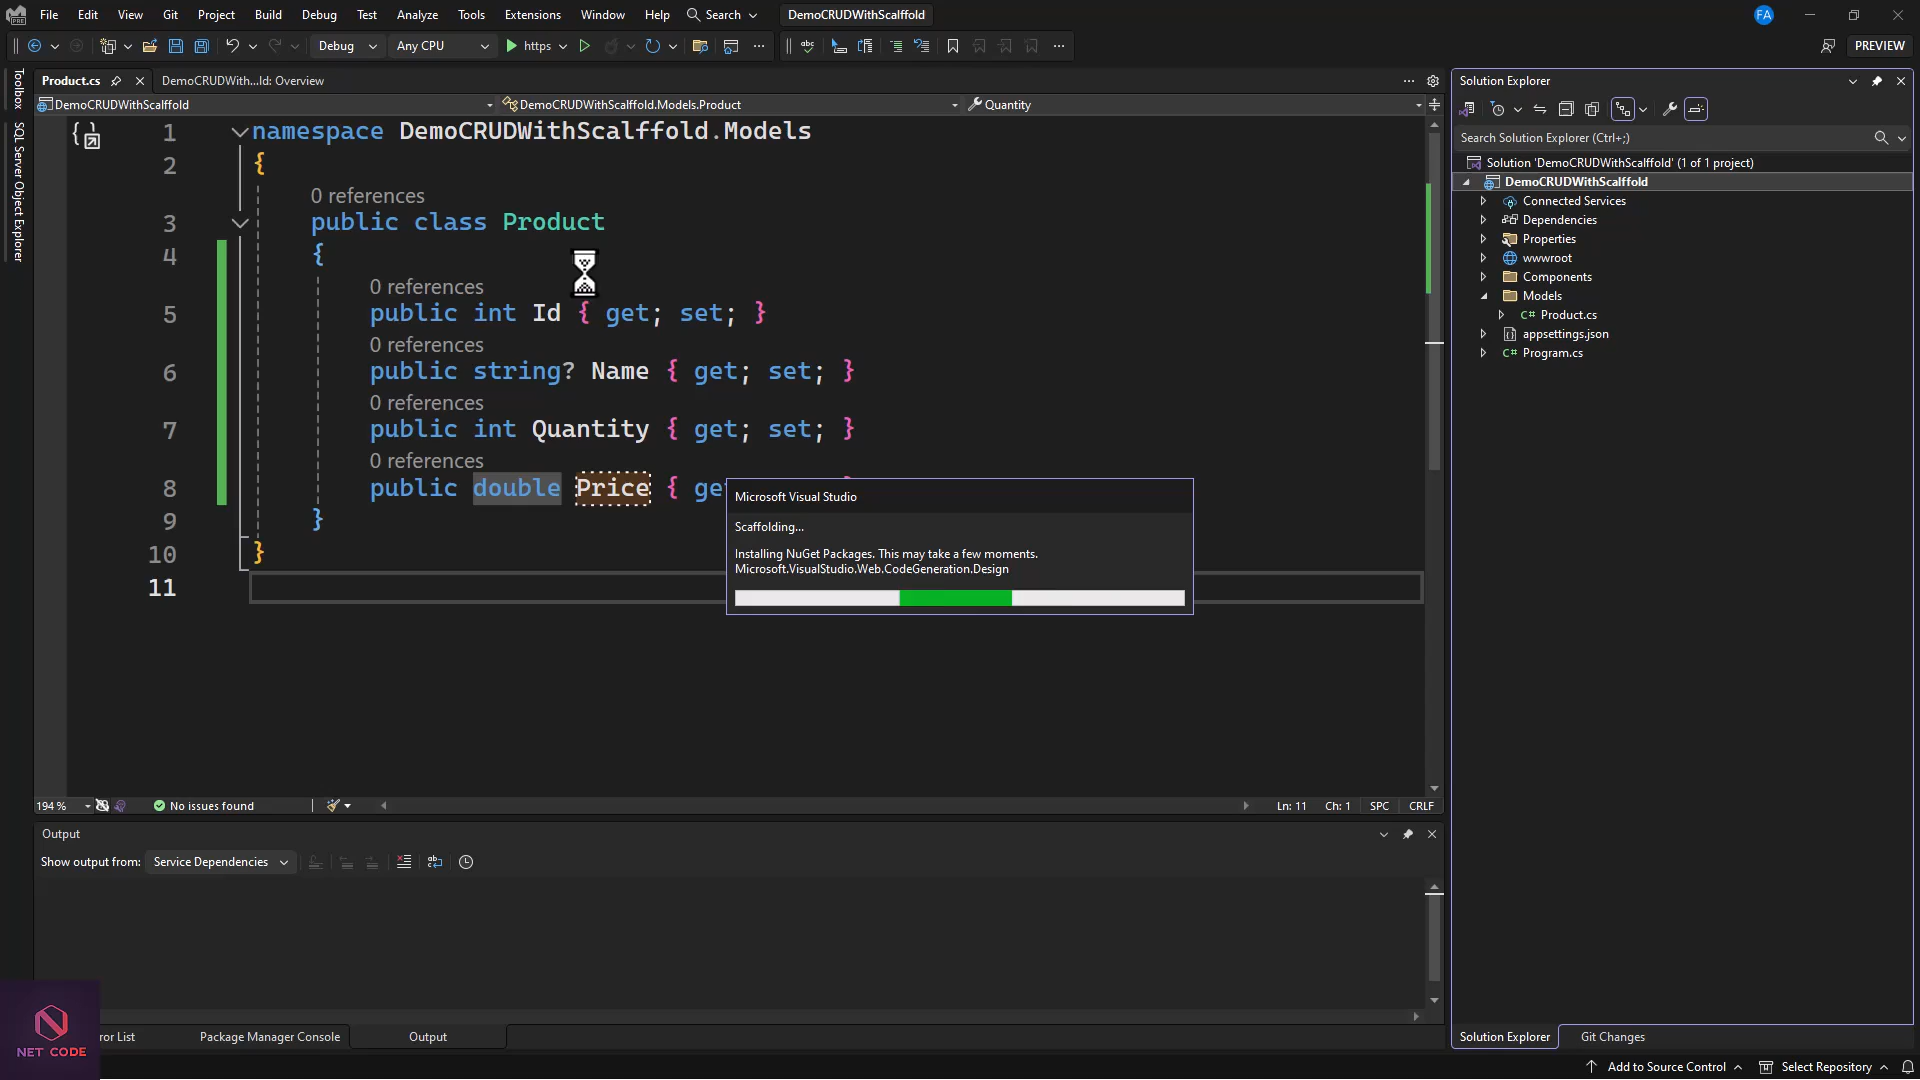 File Edit View Git Project Build Debug Test Analyze Tools Extensions Window Help Search DemoCRUDWithScalffold FA
Debug Any CPU https PREVIEW
Toolbox
SQL Server Object Explorer
Product.cs DemoCRUDWith...ld: Overview
DemoCRUDWithScalffold DemoCRUDWithScalffold.Models.Product Quantity
1 namespace DemoCRUDWithScalffold.Models
2 {
0 references
3 public class Product
4 {
0 references
5 public int Id { get; set; }
0 references
6 public string? Name { get; set; }
0 references
7 public int Quantity { get; set; }
0 references
8 public double Price { ge
9 }
10 }
11
Microsoft Visual Studio
Scaffolding...
Installing NuGet Packages. This may take a few moments.
Microsoft.VisualStudio.Web.CodeGeneration.Design
194 % No issues found Ln: 11 Ch: 1 SPC CRLF
Output
Show output from: Service Dependencies
ror List Package Manager Console Output
NET CODE
Solution Explorer
Search Solution Explorer (Ctrl+;)
Solution 'DemoCRUDWithScalffold' (1 of 1 project)
DemoCRUDWithScalffold
Connected Services
Dependencies
Properties
wwwroot
Components
Models
C# Product.cs
appsettings.json
C# Program.cs
Solution Explorer Git Changes
Add to Source Control Select Repository